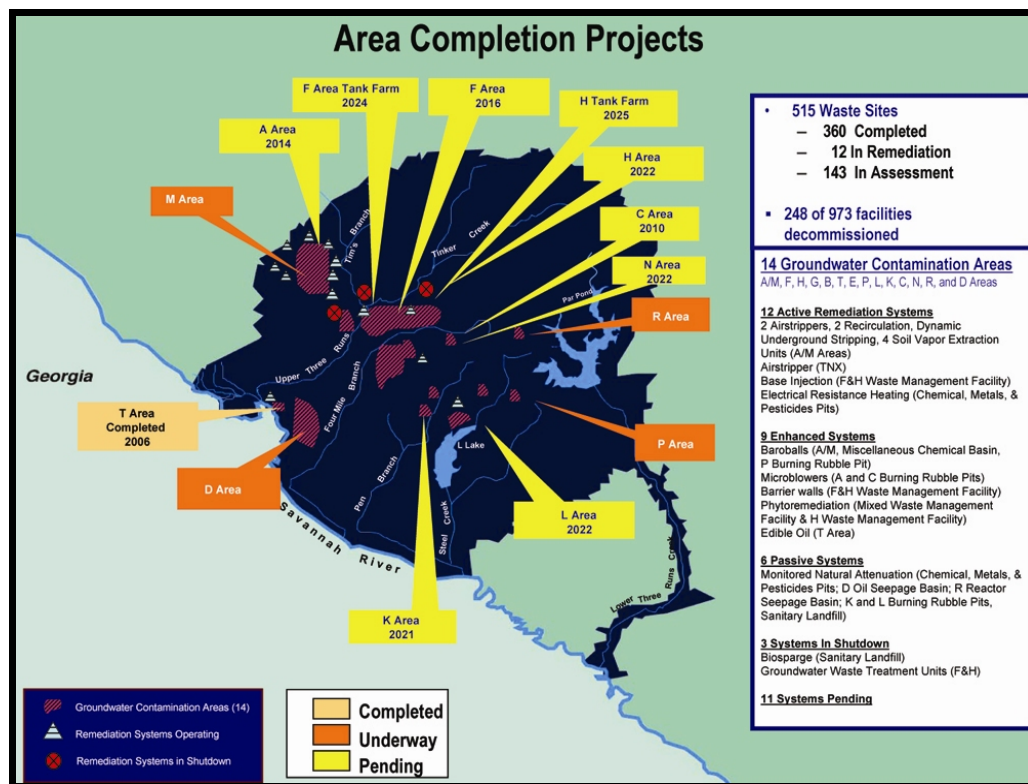 Area Completion Projects
F Area Tank Farm
2024
F Area
2016
H Tank Farm
2025
A Area
2014
H Area
2022
M Area
C Area
2010
N Area
2022
R Area
Tim's Branch
Tinker Creek
Par Pond
Upper Three Runs
Four Mile Branch
Georgia
T Area
Completed
2006
D Area
P Area
L Lake
Pen Branch
Steel Creek
L Area
2022
Savannah River
Lower Three Runs Creek
K Area
2021
• 515 Waste Sites
– 360 Completed
– 12 In Remediation
– 143 In Assessment
▪ 248 of 973 facilities
decommissioned
14 Groundwater Contamination Areas
A/M, F, H, G, B, T, E, P, L, K, C, N, R, and D Areas
12 Active Remediation Systems
2 Airstrippers, 2 Recirculation, Dynamic
Underground Stripping, 4 Soil Vapor Extraction
Units (A/M Areas)
Airstripper (TNX)
Base Injection (F&H Waste Management Facility)
Electrical Resistance Heating (Chemical, Metals, &
Pesticides Pits)
9 Enhanced Systems
Baroballs (A/M, Miscellaneous Chemical Basin,
P Burning Rubble Pit)
Microblowers (A and C Burning Rubble Pits)
Barrier walls (F&H Waste Management Facility)
Phytoremediation (Mixed Waste Management
Facility & H Waste Management Facility)
Edible Oil (T Area)
6 Passive Systems
Monitored Natural Attenuation (Chemical, Metals, &
Pesticides Pits; D Oil Seepage Basin; R Reactor
Seepage Basin; K and L Burning Rubble Pits,
Sanitary Landfill)
3 Systems In Shutdown
Biosparge (Sanitary Landfill)
Groundwater Waste Treatment Units (F&H)
11 Systems Pending
Groundwater Contamination Areas (14)
Remediation Systems Operating
Remediation Systems in Shutdown
Completed
Underway
Pending